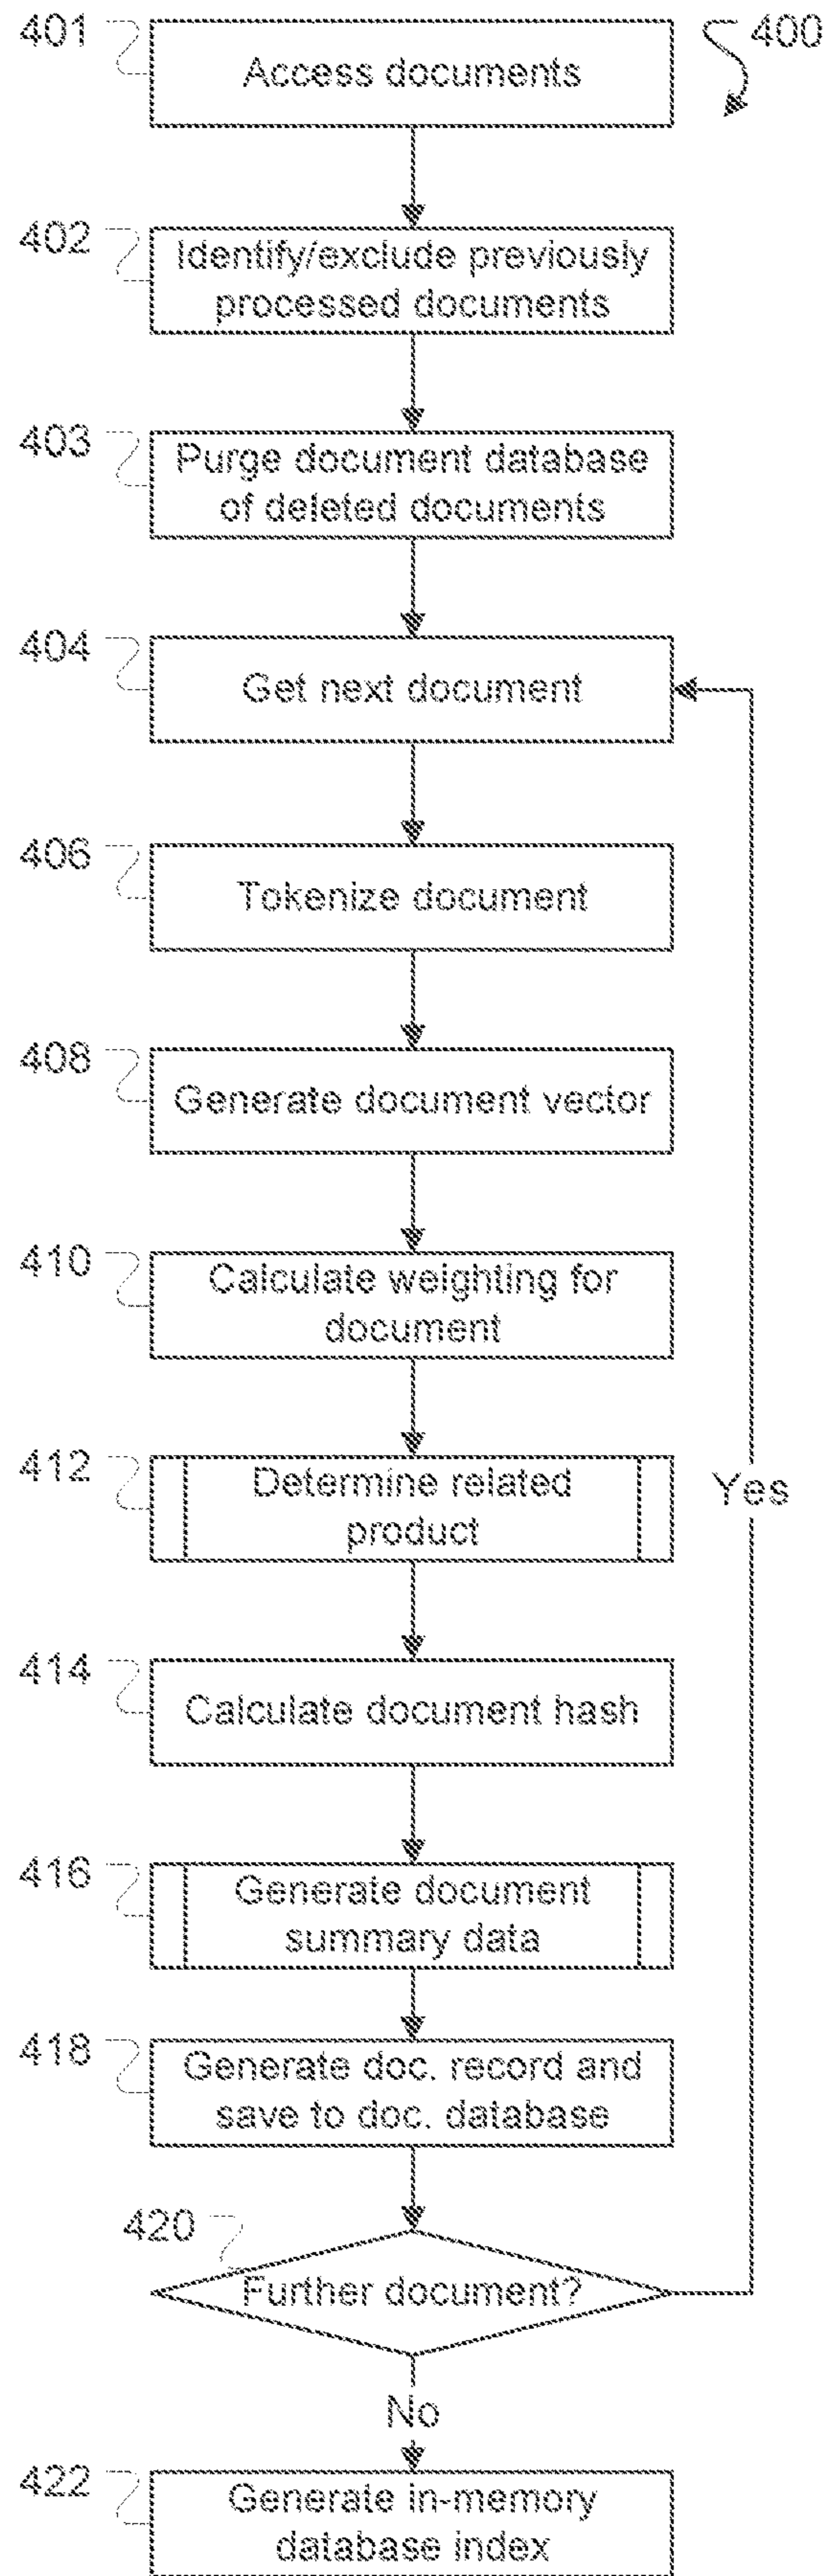 401
Access documents
400
402
Identify/exclude previously
processed documents
403
Purge document database
of deleted documents
404
Get next document
406
Tokenize document
408
Generate document vector
410
Calculate weighting for
document
412
Determine related
product
Yes
414
Calculate document hash
416
Generate document
summary data
418
Generate doc. record and
save to doc. database
420
Further document?
No
422
Generate in-memory
database index